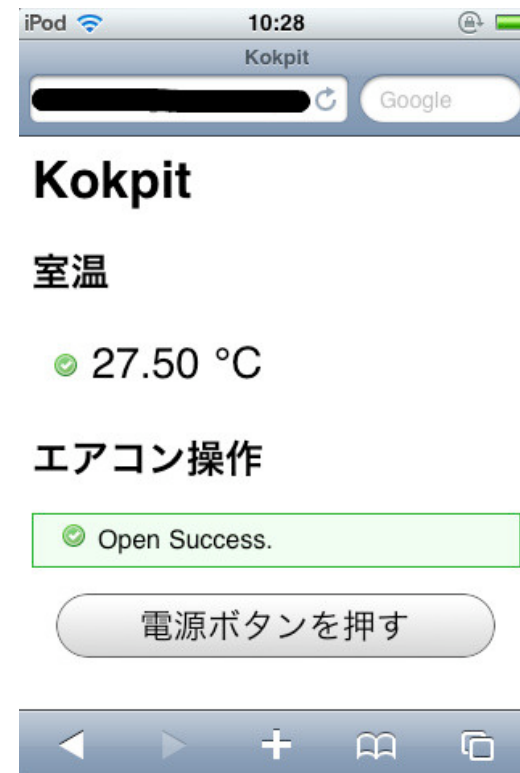 iPod 10:28
Kokpit
Google
Kokpit
室温
27.50 °C
エアコン操作
Open Success.
電源ボタンを押す